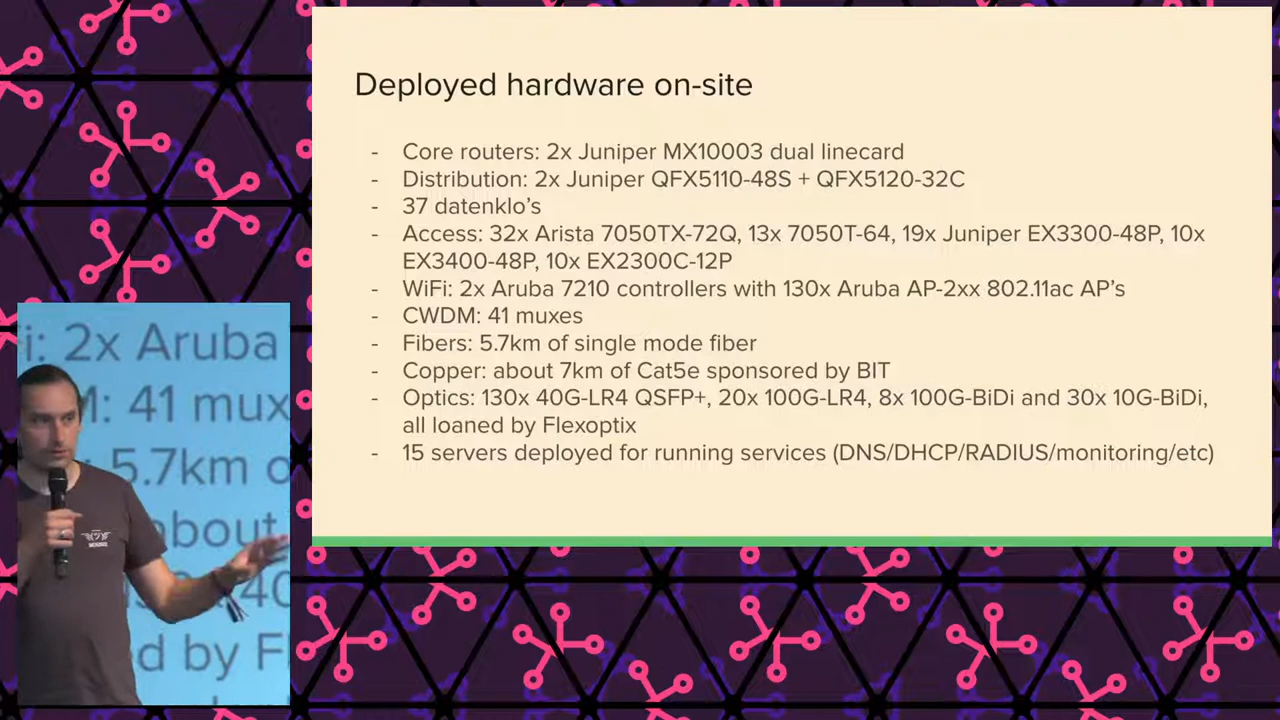 Deployed hardware on-site
- Core routers: 2x Juniper MX10003 dual linecard
- Distribution: 2x Juniper QFX5110-48S + QFX5120-32C
- 37 datenklo's
- Access: 32x Arista 7050TX-72Q, 13x 7050T-64, 19x Juniper EX3300-48P, 10x
EX3400-48P, 10x EX2300C-12P
- WiFi: 2x Aruba 7210 controllers with 130x Aruba AP-2xx 802.11ac AP's
- CWDM: 41 muxes
- Fibers: 5.7km of single mode fiber
- Copper: about 7km of Cat5e sponsored by BIT
- Optics: 130x 40G-LR4 QSFP+, 20x 100G-LR4, 8x 100G-BiDi and 30x 10G-BiDi,
all loaned by Flexoptix
- 15 servers deployed for running services (DNS/DHCP/RADIUS/monitoring/etc)
i: 2x Aruba
M: 41 mux
5.7km o
about
40
d by Fl